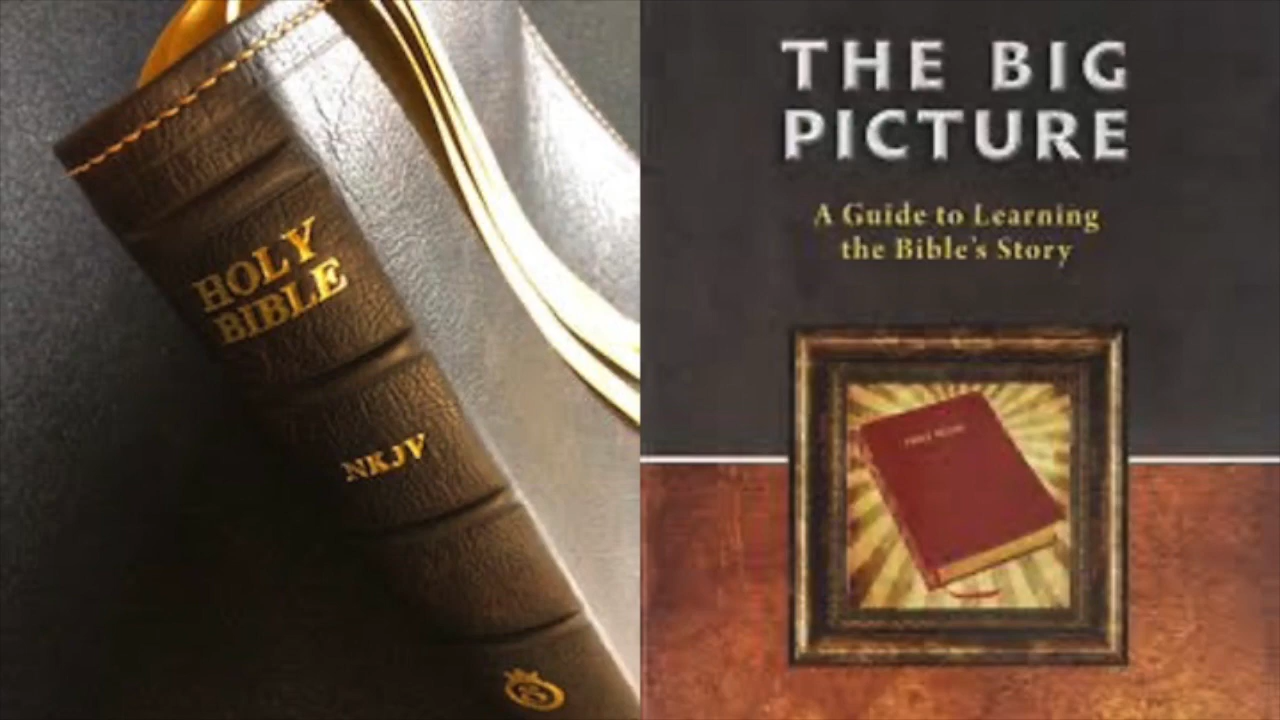 HOLY
BIBLE
NKJV
THE BIG
PICTURE
A Guide to Learning
the Bible's Story